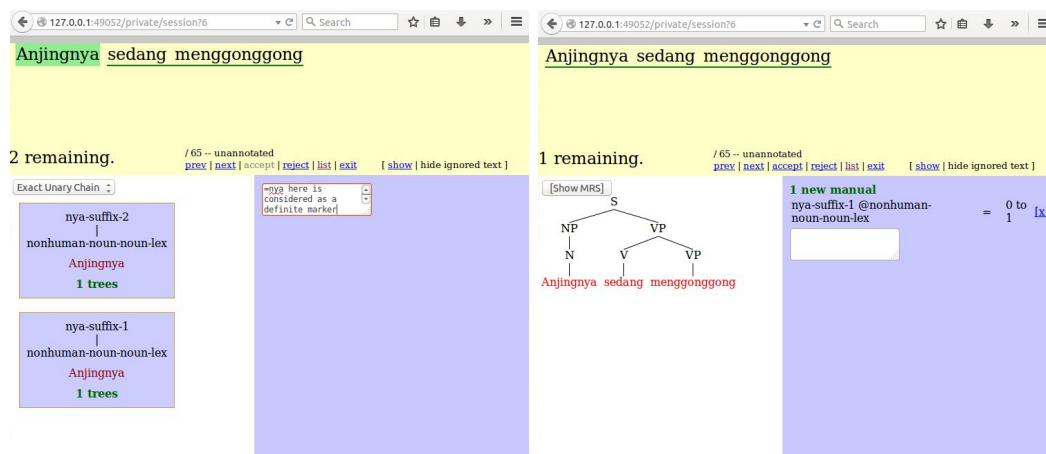 127.0.0.1:49052/private/session?6
Search
Anjingnya sedang menggonggong
2 remaining.
/ 65 -- unannotated
prev | next | accept | reject | list | exit [ show | hide ignored text ]
Exact Unary Chain
nya-suffix-2
nonhuman-noun-noun-lex
Anjingnya
1 trees
nya-suffix-1
nonhuman-noun-noun-lex
Anjingnya
1 trees
=nya here is
considered as a
definite marker
127.0.0.1:49052/private/session?6
Search
Anjingnya sedang menggonggong
1 remaining.
/ 65 -- unannotated
prev | next | accept | reject | list | exit [ show | hide ignored text ]
[Show MRS]
S
NP VP
N V VP
Anjingnya sedang menggonggong
1 new manual
nya-suffix-1 @nonhuman-
noun-noun-lex
= 0 to
1
[x